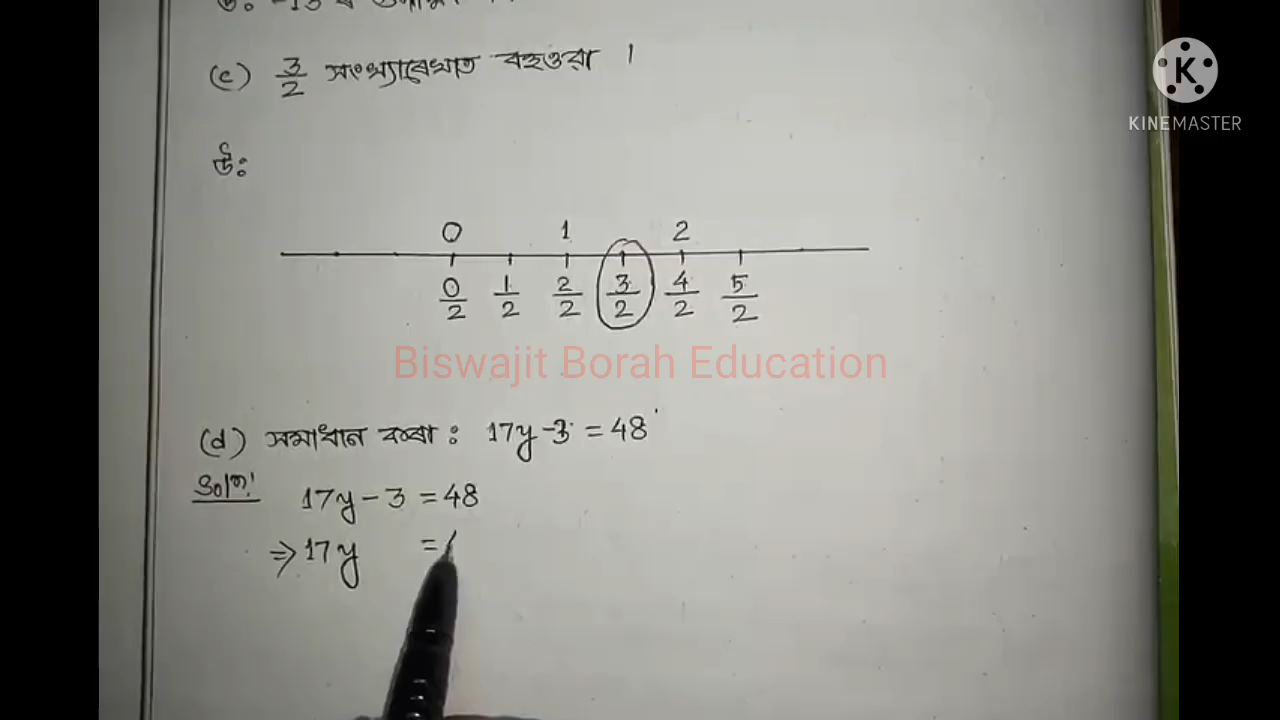 (c) 3/2 সংখ্যাৰেখাত বহুওৱা ।
KINEMASTER
উঃ
0 1 2
0/2 1/2 2/2 3/2 4/2 5/2
Biswajit Borah Education
(d) সমাধান কৰা : 17y - 3 = 48
Soln:
17y - 3 = 48
⇒ 17y =